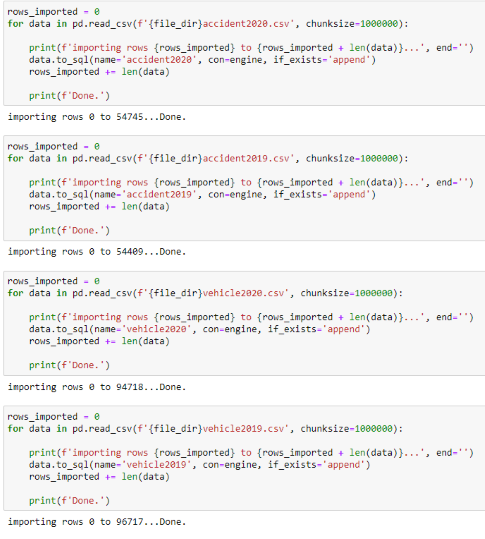 rows_imported = 0
for data in pd.read_csv(f'{file_dir}accident2020.csv', chunksize=1000000):
    print(f'importing rows {rows_imported} to {rows_imported + len(data)}...', end='')
    data.to_sql(name='accident2020', con=engine, if_exists='append')
    rows_imported += len(data)
    print(f'Done.')
importing rows 0 to 54745...Done.
rows_imported = 0
for data in pd.read_csv(f'{file_dir}accident2019.csv', chunksize=1000000):
    print(f'importing rows {rows_imported} to {rows_imported + len(data)}...', end='')
    data.to_sql(name='accident2019', con=engine, if_exists='append')
    rows_imported += len(data)
    print(f'Done.')
importing rows 0 to 54409...Done.
rows_imported = 0
for data in pd.read_csv(f'{file_dir}vehicle2020.csv', chunksize=1000000):
    print(f'importing rows {rows_imported} to {rows_imported + len(data)}...', end='')
    data.to_sql(name='vehicle2020', con=engine, if_exists='append')
    rows_imported += len(data)
    print(f'Done.')
importing rows 0 to 94718...Done.
rows_imported = 0
for data in pd.read_csv(f'{file_dir}vehicle2019.csv', chunksize=1000000):
    print(f'importing rows {rows_imported} to {rows_imported + len(data)}...', end='')
    data.to_sql(name='vehicle2019', con=engine, if_exists='append')
    rows_imported += len(data)
    print(f'Done.')
importing rows 0 to 96717...Done.